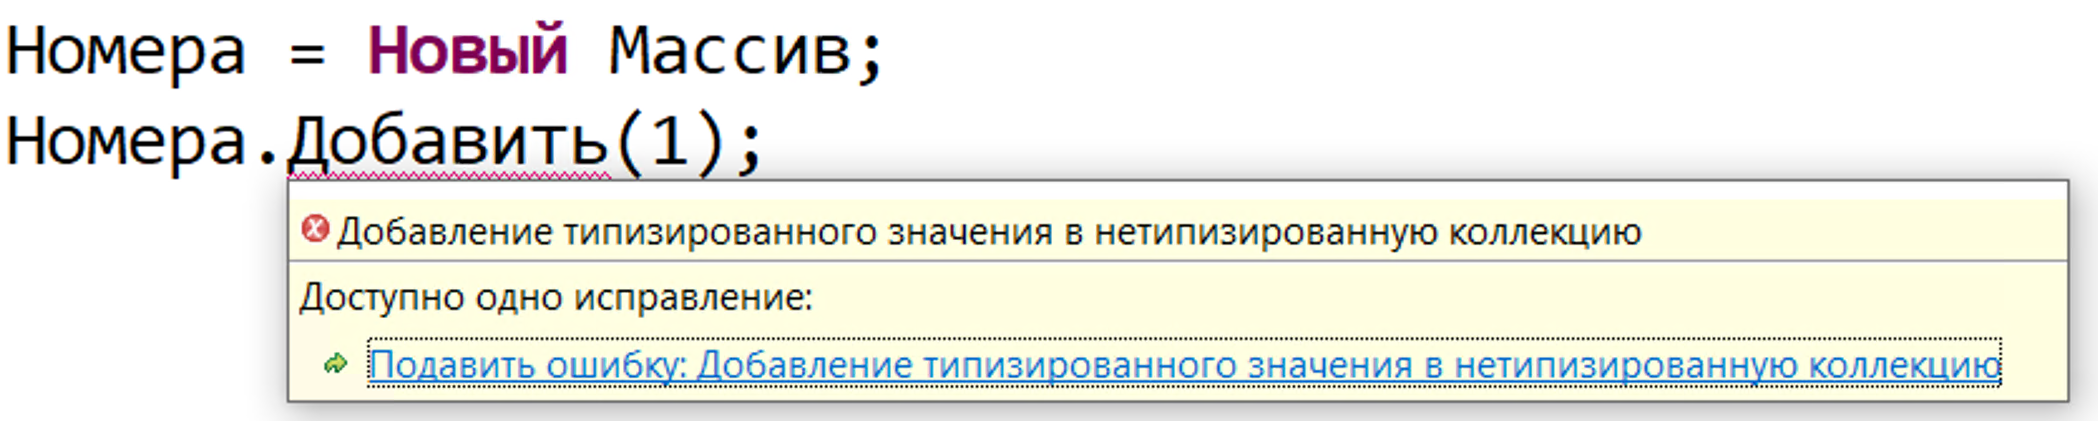 Номера = Новый Массив;
Номера.Добавить(1);
Добавление типизированного значения в нетипизированную коллекцию
Доступно одно исправление:
Подавить ошибку: Добавление типизированного значения в нетипизированную коллекцию